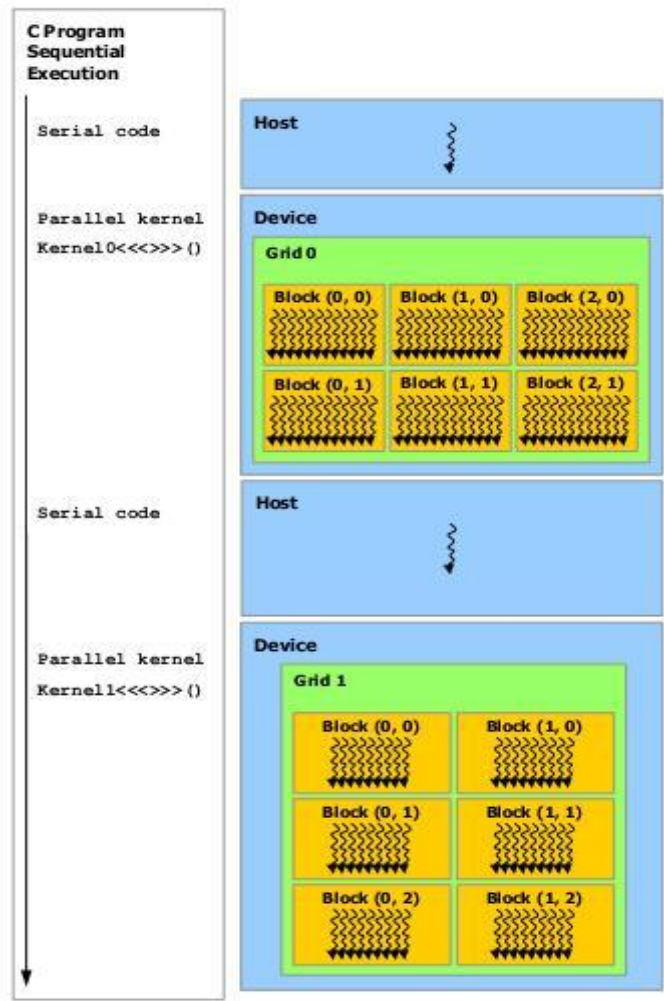 C Program
Sequential
Execution
Serial code
Host
Parallel kernel
Kernel0<<<>>>()
Device
Grid 0
Block (0, 0) Block (1, 0) Block (2, 0)
Block (0, 1) Block (1, 1) Block (2, 1)
Serial code
Host
Parallel kernel
Kernel1<<<>>>()
Device
Grid 1
Block (0, 0) Block (1, 0)
Block (0, 1) Block (1, 1)
Block (0, 2) Block (1, 2)